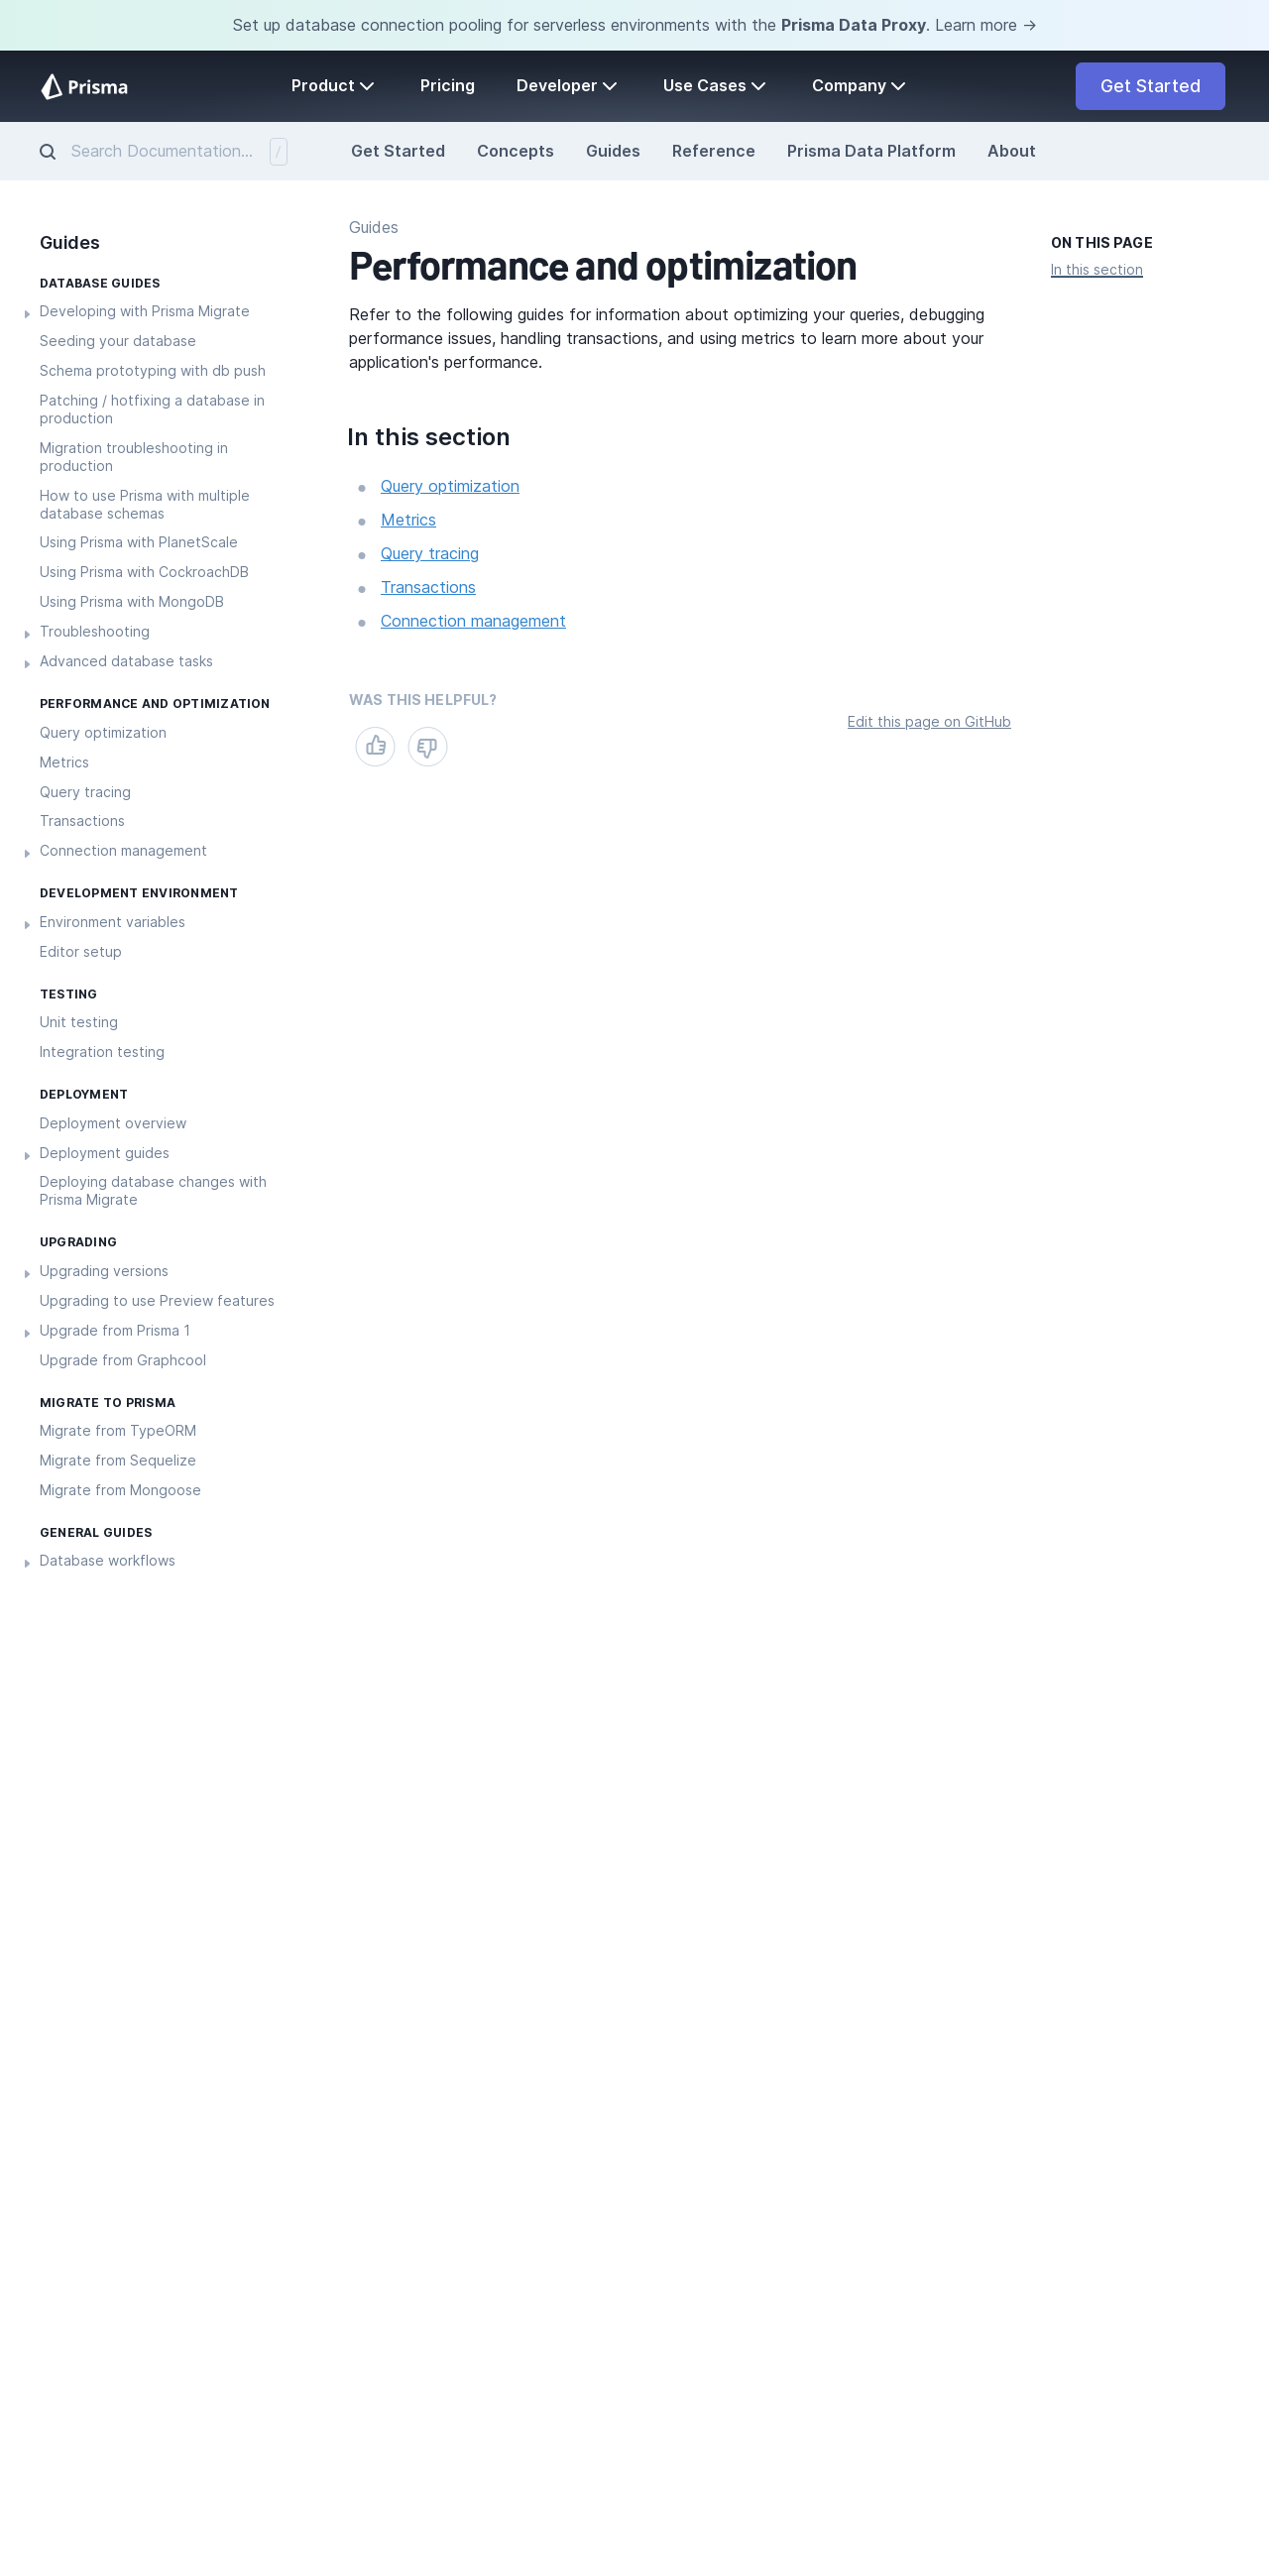 Set up database connection pooling for serverless environments with the Prisma Data Proxy. Learn more →
Prisma
Product
Pricing
Developer
Use Cases
Company
Get Started
Search Documentation...
/
Get Started
Concepts
Guides
Reference
Prisma Data Platform
About
Guides
DATABASE GUIDES
Developing with Prisma Migrate
Seeding your database
Schema prototyping with db push
Patching / hotfixing a database in
production
Migration troubleshooting in
production
How to use Prisma with multiple
database schemas
Using Prisma with PlanetScale
Using Prisma with CockroachDB
Using Prisma with MongoDB
Troubleshooting
Advanced database tasks
PERFORMANCE AND OPTIMIZATION
Query optimization
Metrics
Query tracing
Transactions
Connection management
DEVELOPMENT ENVIRONMENT
Environment variables
Editor setup
TESTING
Unit testing
Integration testing
DEPLOYMENT
Deployment overview
Deployment guides
Deploying database changes with
Prisma Migrate
UPGRADING
Upgrading versions
Upgrading to use Preview features
Upgrade from Prisma 1
Upgrade from Graphcool
MIGRATE TO PRISMA
Migrate from TypeORM
Migrate from Sequelize
Migrate from Mongoose
GENERAL GUIDES
Database workflows
Guides
Performance and optimization
Refer to the following guides for information about optimizing your queries, debugging
performance issues, handling transactions, and using metrics to learn more about your
application's performance.
In this section
Query optimization
Metrics
Query tracing
Transactions
Connection management
WAS THIS HELPFUL?
Edit this page on GitHub
ON THIS PAGE
In this section